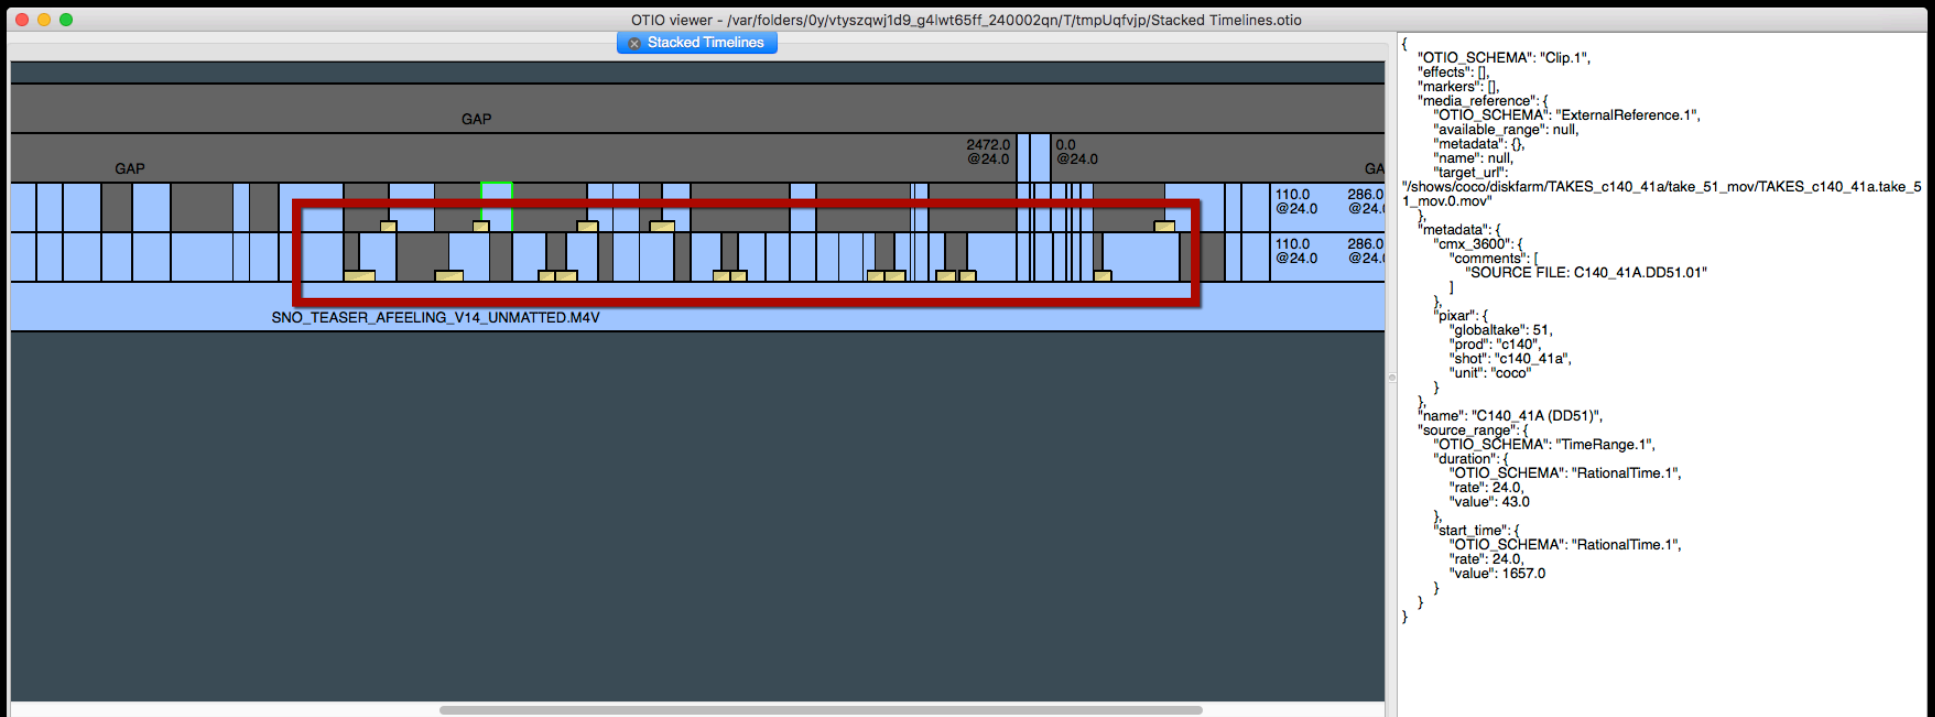 OTIO viewer - /var/folders/0y/vtyszqwj1d9_g4lwt65ff_240002qn/T/tmpUqfvjp/Stacked Timelines.otio
Stacked Timelines
GAP
2472.0
@24.0
0.0
@24.0
GAP
GA
110.0
@24.0
286.0
@24.
110.0
@24.0
286.0
@24.
SNO_TEASER_AFEELING_V14_UNMATTED.M4V
{
"OTIO_SCHEMA": "Clip.1",
"effects": [],
"markers": [],
"media_reference": {
"OTIO_SCHEMA": "ExternalReference.1",
"available_range": null,
"metadata": {},
"name": null,
"target_url":
"/shows/coco/diskfarm/TAKES_c140_41a/take_51_mov/TAKES_c140_41a.take_5
1_mov.0.mov"
},
"metadata": {
"cmx_3600": {
"comments": [
"SOURCE FILE: C140_41A.DD51.01"
]
},
"pixar": {
"globaltake": 51,
"prod": "c140",
"shot": "c140_41a",
"unit": "coco"
}
},
"name": "C140_41A (DD51)",
"source_range": {
"OTIO_SCHEMA": "TimeRange.1",
"duration": {
"OTIO_SCHEMA": "RationalTime.1",
"rate": 24.0,
"value": 43.0
},
"start_time": {
"OTIO_SCHEMA": "RationalTime.1",
"rate": 24.0,
"value": 1657.0
}
}
}